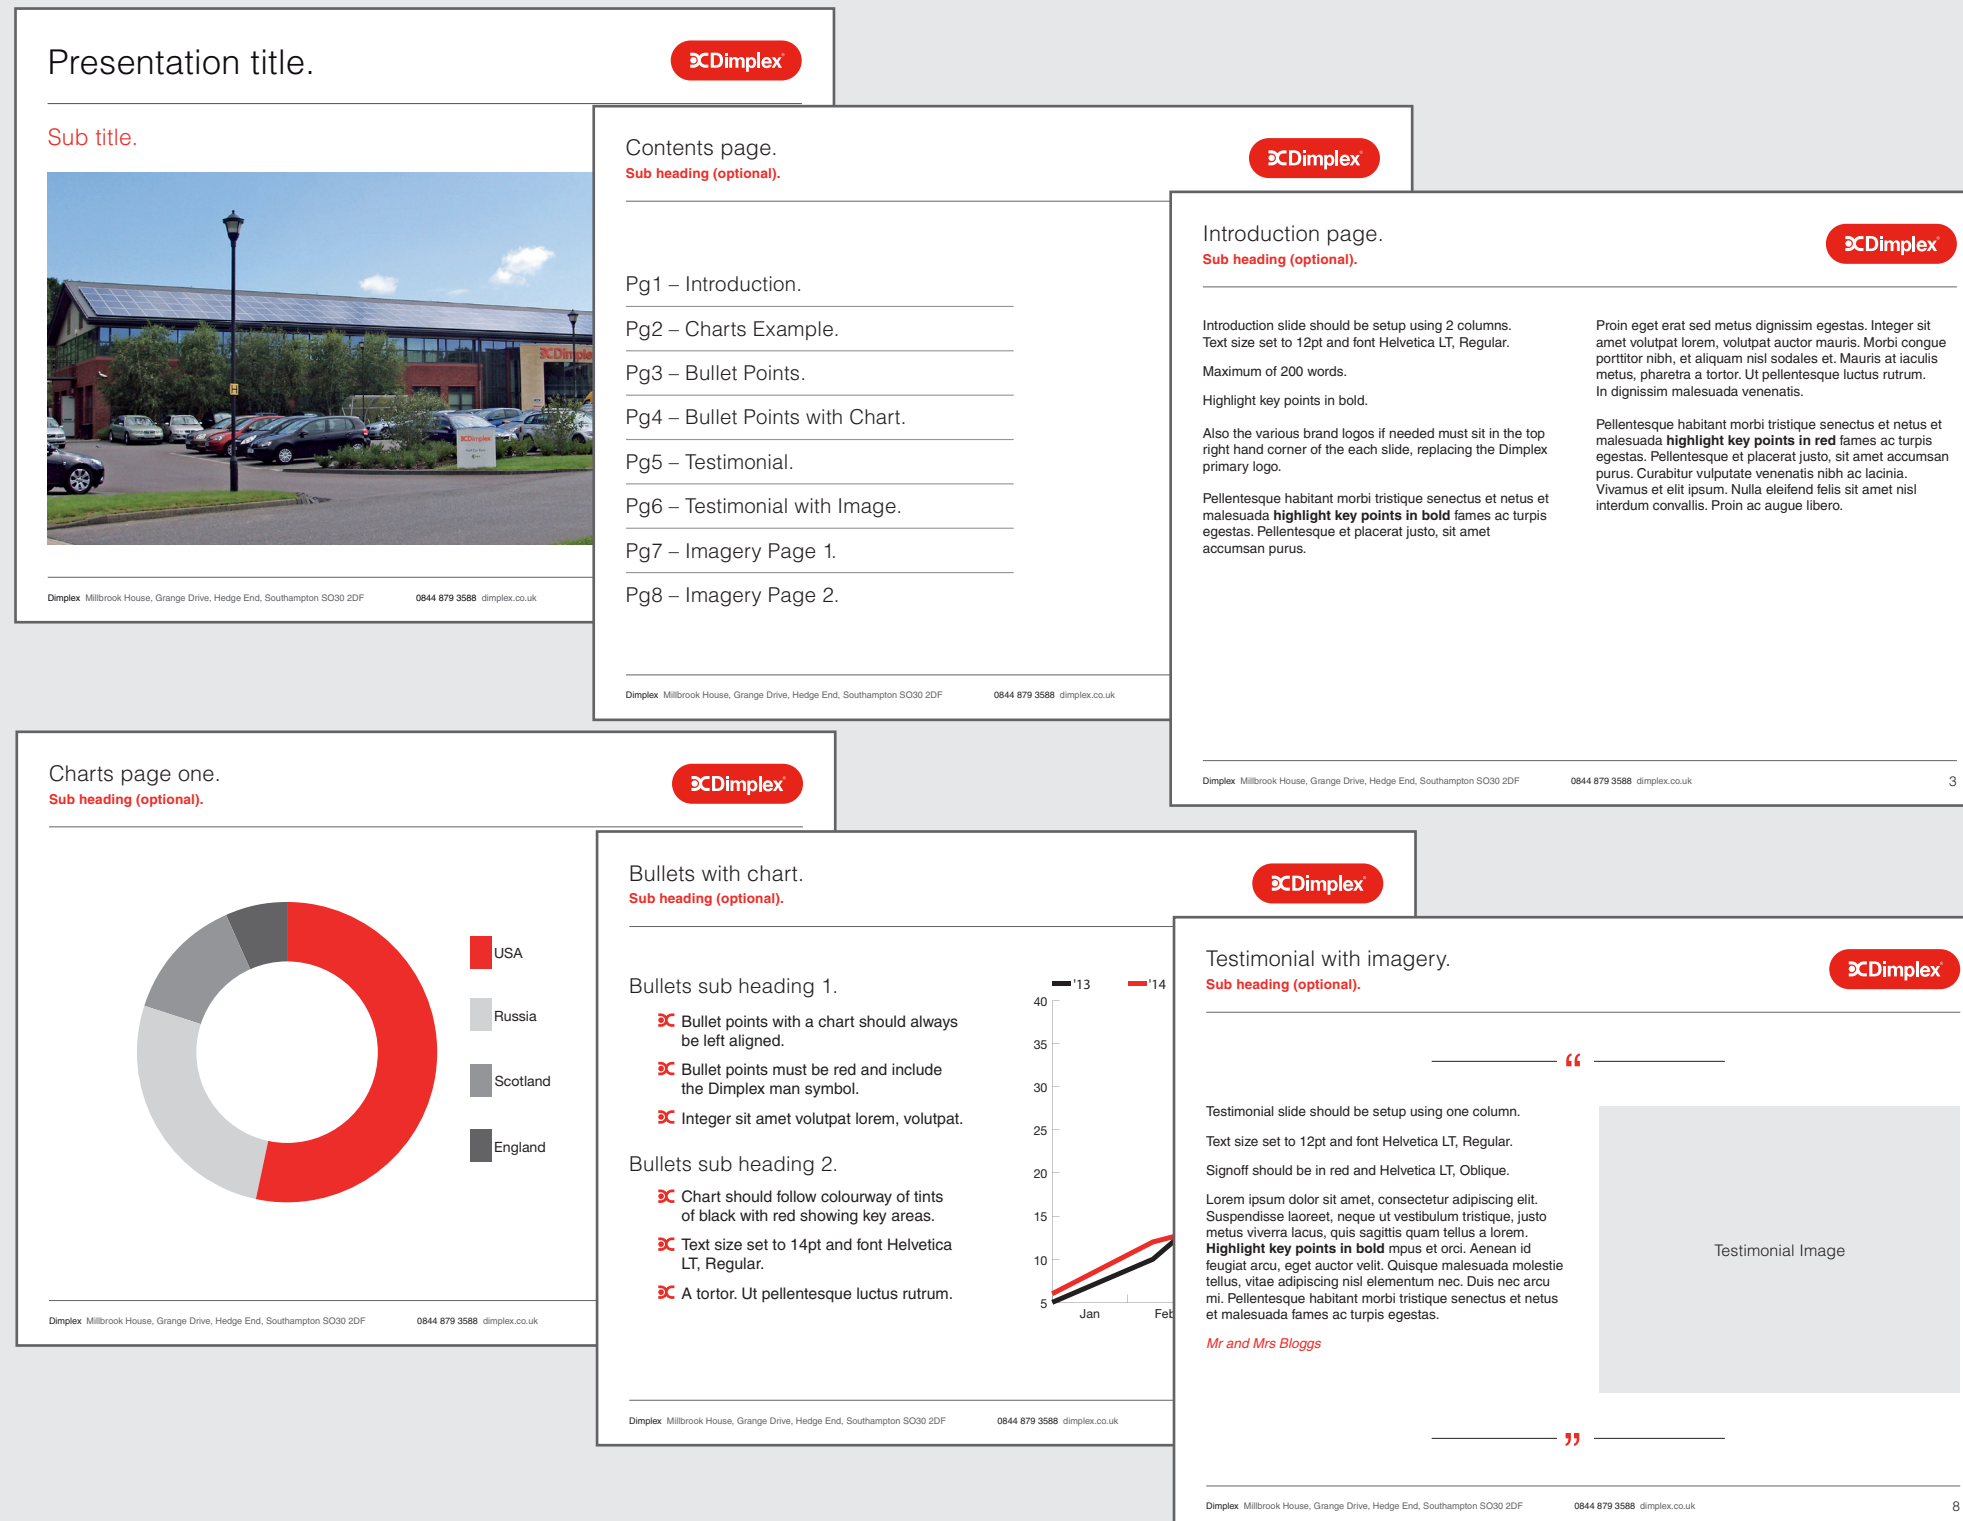 Presentation title.
Dimplex
Sub title.
Dimplex
Dimplex
Dimplex Millbrook House, Grange Drive, Hedge End, Southampton SO30 2DF 0844 879 3588 dimplex.co.uk
Contents page.
Sub heading (optional).
Dimplex
Pg1 – Introduction.
Pg2 – Charts Example.
Pg3 – Bullet Points.
Pg4 – Bullet Points with Chart.
Pg5 – Testimonial.
Pg6 – Testimonial with Image.
Pg7 – Imagery Page 1.
Pg8 – Imagery Page 2.
Dimplex Millbrook House, Grange Drive, Hedge End, Southampton SO30 2DF 0844 879 3588 dimplex.co.uk
Introduction page.
Sub heading (optional).
Dimplex
Introduction slide should be setup using 2 columns.
Text size set to 12pt and font Helvetica LT, Regular.
Maximum of 200 words.
Highlight key points in bold.
Also the various brand logos if needed must sit in the top
right hand corner of the each slide, replacing the Dimplex
primary logo.
Pellentesque habitant morbi tristique senectus et netus et
malesuada highlight key points in bold fames ac turpis
egestas. Pellentesque et placerat justo, sit amet
accumsan purus.
Proin eget erat sed metus dignissim egestas. Integer sit
amet volutpat lorem, volutpat auctor mauris. Morbi congue
porttitor nibh, et aliquam nisl sodales et. Mauris at iaculis
metus, pharetra a tortor. Ut pellentesque luctus rutrum.
In dignissim malesuada venenatis.
Pellentesque habitant morbi tristique senectus et netus et
malesuada highlight key points in red fames ac turpis
egestas. Pellentesque et placerat justo, sit amet accumsan
purus. Curabitur vulputate venenatis nibh ac lacinia.
Vivamus et elit ipsum. Nulla eleifend felis sit amet nisl
interdum convallis. Proin ac augue libero.
Dimplex Millbrook House, Grange Drive, Hedge End, Southampton SO30 2DF 0844 879 3588 dimplex.co.uk 3
Charts page one.
Sub heading (optional).
Dimplex
USA
Russia
Scotland
England
Dimplex Millbrook House, Grange Drive, Hedge End, Southampton SO30 2DF 0844 879 3588 dimplex.co.uk
Bullets with chart.
Sub heading (optional).
Dimplex
Bullets sub heading 1.
Bullet points with a chart should always
be left aligned.
Bullet points must be red and include
the Dimplex man symbol.
Integer sit amet volutpat lorem, volutpat.
Bullets sub heading 2.
Chart should follow colourway of tints
of black with red showing key areas.
Text size set to 14pt and font Helvetica
LT, Regular.
A tortor. Ut pellentesque luctus rutrum.
'13 '14
40
35
30
25
20
15
10
5
Jan Feb
Dimplex Millbrook House, Grange Drive, Hedge End, Southampton SO30 2DF 0844 879 3588 dimplex.co.uk
Testimonial with imagery.
Sub heading (optional).
Dimplex
“
Testimonial slide should be setup using one column.
Text size set to 12pt and font Helvetica LT, Regular.
Signoff should be in red and Helvetica LT, Oblique.
Lorem ipsum dolor sit amet, consectetur adipiscing elit.
Suspendisse laoreet, neque ut vestibulum tristique, justo
metus viverra lacus, quis sagittis quam tellus a lorem.
Highlight key points in bold mpus et orci. Aenean id
feugiat arcu, eget auctor velit. Quisque malesuada molestie
tellus, vitae adipiscing nisl elementum nec. Duis nec arcu
mi. Pellentesque habitant morbi tristique senectus et netus
et malesuada fames ac turpis egestas.
Mr and Mrs Bloggs
Testimonial Image
”
Dimplex Millbrook House, Grange Drive, Hedge End, Southampton SO30 2DF 0844 879 3588 dimplex.co.uk 8